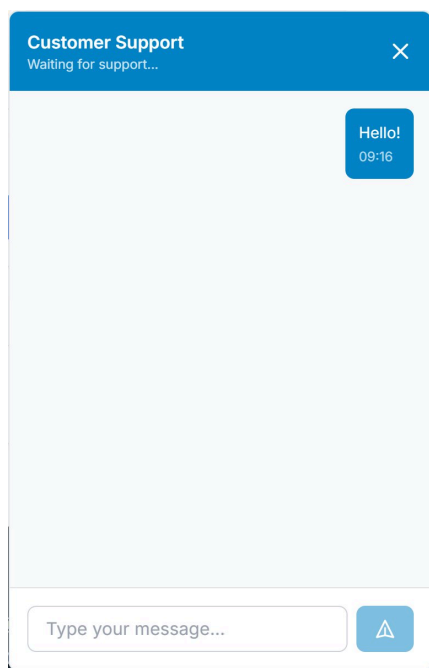 Customer Support
Waiting for support...
Hello!
09:16
Type your message...